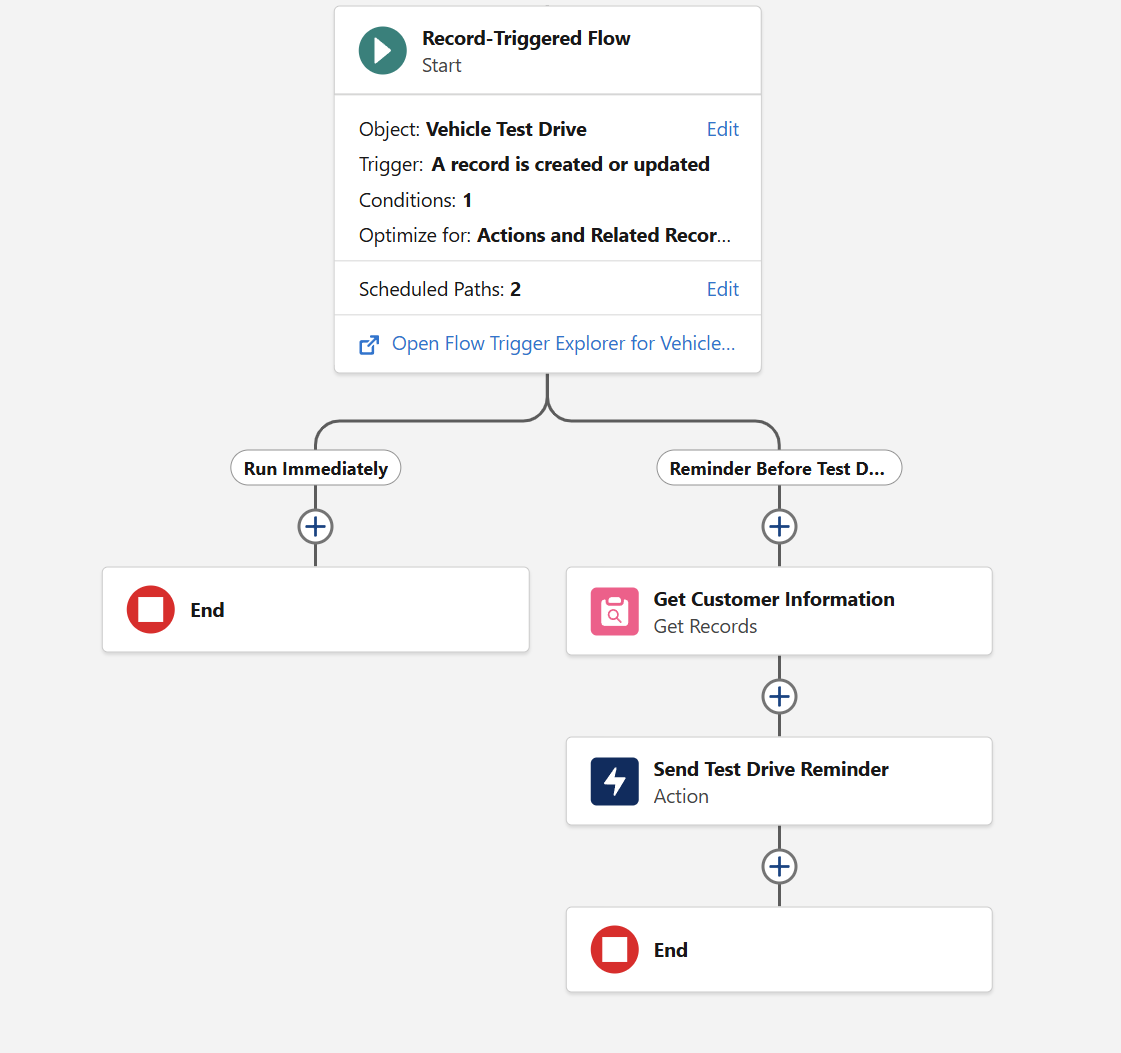 Record-Triggered Flow
Start
Object: Vehicle Test Drive Edit
Trigger: A record is created or updated
Conditions: 1
Optimize for: Actions and Related Recor...
Scheduled Paths: 2 Edit
Open Flow Trigger Explorer for Vehicle...
Run Immediately
Reminder Before Test D...
End
Get Customer Information
Get Records
Send Test Drive Reminder
Action
End